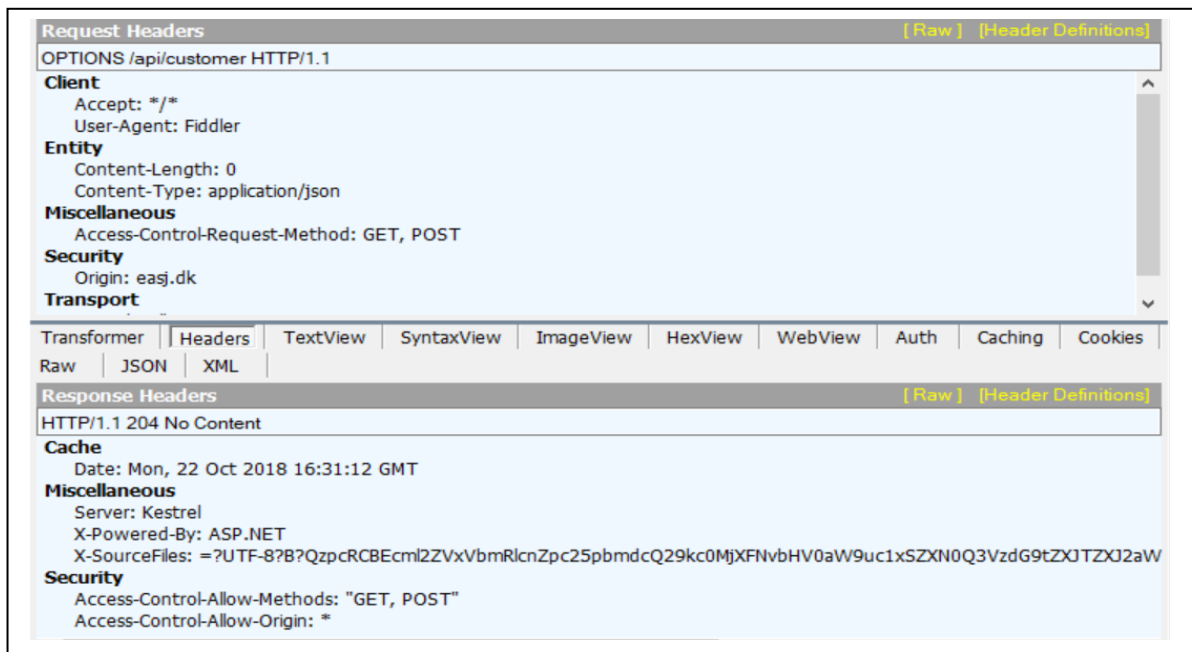 Request Headers [ Raw ] [Header Definitions]
OPTIONS /api/customer HTTP/1.1
Client
Accept: */*
User-Agent: Fiddler
Entity
Content-Length: 0
Content-Type: application/json
Miscellaneous
Access-Control-Request-Method: GET, POST
Security
Origin: easj.dk
Transport
Transformer Headers TextView SyntaxView ImageView HexView WebView Auth Caching Cookies
Raw JSON XML
Response Headers [ Raw ] [Header Definitions]
HTTP/1.1 204 No Content
Cache
Date: Mon, 22 Oct 2018 16:31:12 GMT
Miscellaneous
Server: Kestrel
X-Powered-By: ASP.NET
X-SourceFiles: =?UTF-8?B?QzpcRCBEcml2ZVxVbmRlcnZpc25pbmdcQ29kc0MjXFNvbHV0aW9uc1xSZXN0Q3VzdG9tZXJTZXJ2aW
Security
Access-Control-Allow-Methods: "GET, POST"
Access-Control-Allow-Origin: *